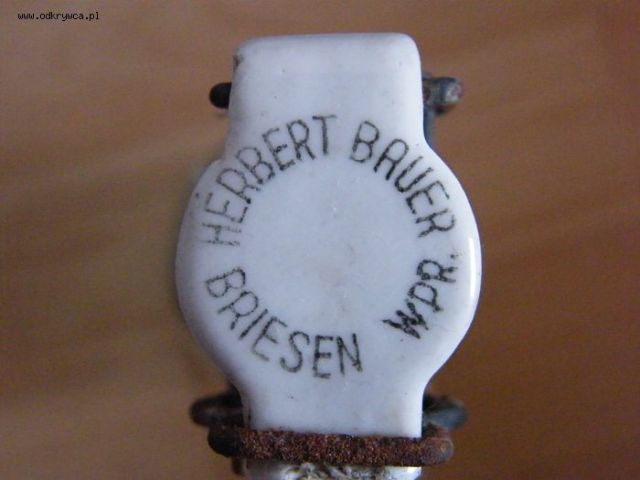 www.odkrywca.pl
HERBERT BAUER
BRIESEN WPR.